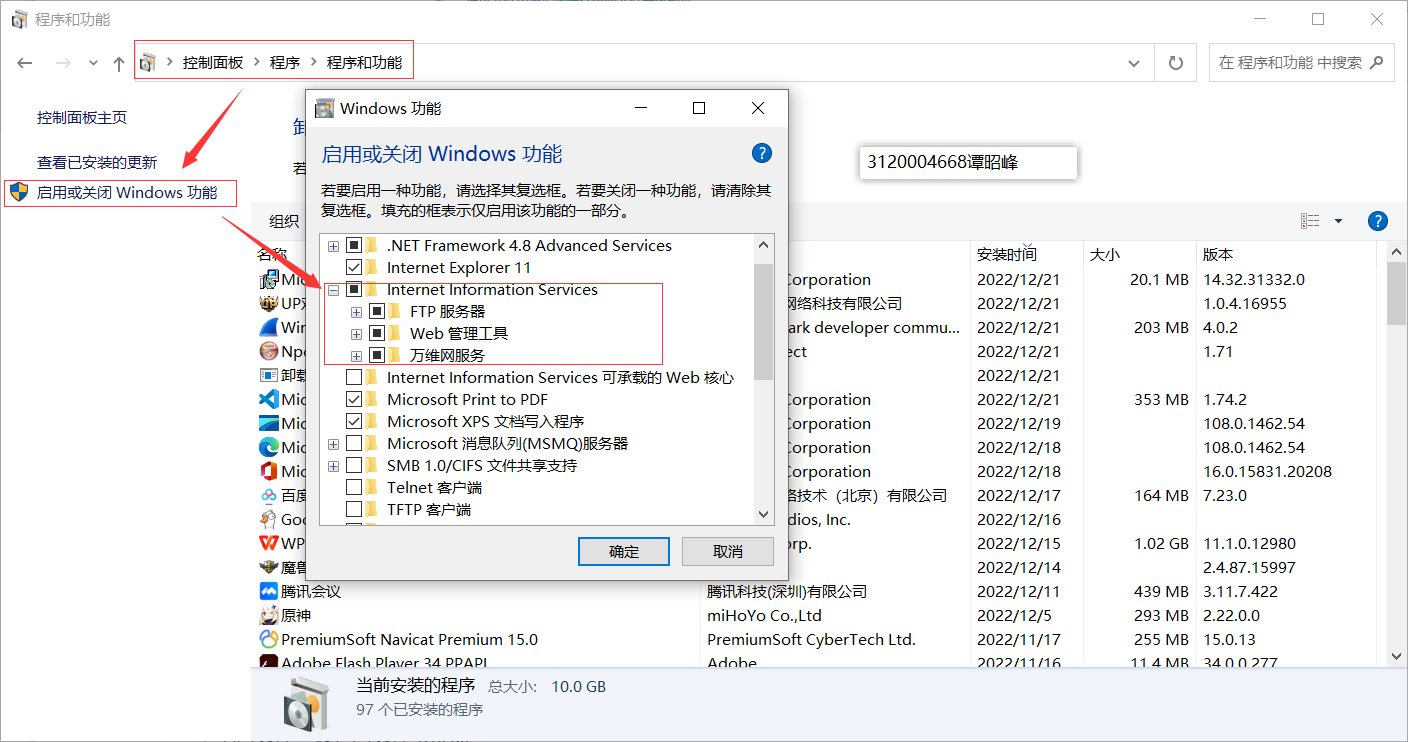 程序和功能
控制面板 程序 程序和功能
在 程序和功能 中搜索
控制面板主页
查看已安装的更新
启用或关闭 Windows 功能
卸
若
组织
Windows 功能
启用或关闭 Windows 功能
若要启用一种功能，请选择其复选框。若要关闭一种功能，请清除其
复选框。填充的框表示仅启用该功能的一部分。
.NET Framework 4.8 Advanced Services
Internet Explorer 11
Internet Information Services
FTP 服务器
Web 管理工具
万维网服务
Internet Information Services 可承载的 Web 核心
Microsoft Print to PDF
Microsoft XPS 文档写入程序
Microsoft 消息队列(MSMQ)服务器
SMB 1.0/CIFS 文件共享支持
Telnet 客户端
TFTP 客户端
确定 取消
3120004668谭昭峰
名称 安装时间 大小 版本
Mic Corporation 2022/12/21 20.1 MB 14.32.31332.0
UP对 网络科技有限公司 2022/12/21 1.0.4.16955
Wir ark developer commu... 2022/12/21 203 MB 4.0.2
Npc ect 2022/12/21 1.71
卸载 2022/12/21
Mic Corporation 2022/12/21 353 MB 1.74.2
Mic Corporation 2022/12/19 108.0.1462.54
Mic Corporation 2022/12/18 108.0.1462.54
Mic Corporation 2022/12/18 16.0.15831.20208
百度 络技术（北京）有限公司 2022/12/17 164 MB 7.23.0
Goo dios, Inc. 2022/12/16
WP orp. 2022/12/15 1.02 GB 11.1.0.12980
魔兽 2022/12/14 2.4.87.15997
腾讯会议 腾讯科技(深圳)有限公司 2022/12/11 439 MB 3.11.7.422
原神 miHoYo Co.,Ltd 2022/12/5 293 MB 2.22.0.0
PremiumSoft Navicat Premium 15.0 PremiumSoft CyberTech Ltd. 2022/11/17 255 MB 15.0.13
Adobe Flash Player 34 PPAPI Adobe 2022/11/16 11.4 MB 34.0.0.277
当前安装的程序 总大小: 10.0 GB
97 个已安装的程序